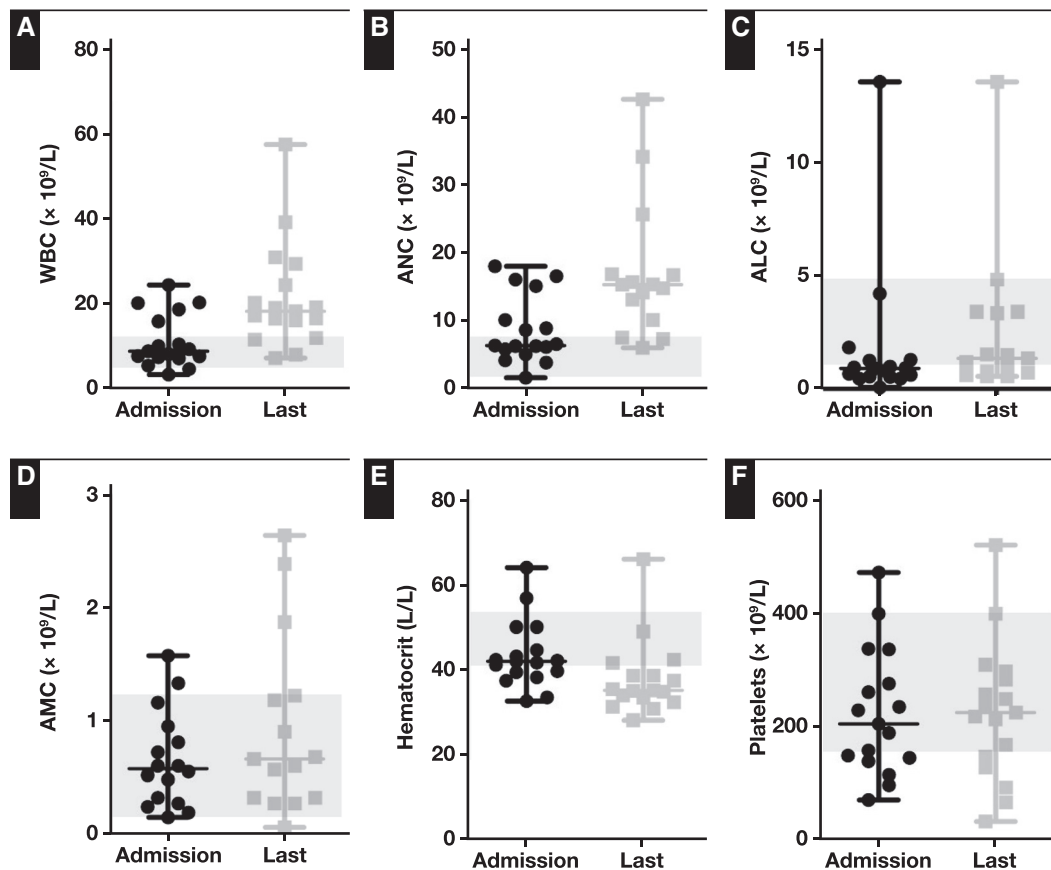 A
WBC (× 10⁹/L)
80
60
40
20
0
Admission
Last
B
ANC (× 10⁹/L)
50
40
30
20
10
0
Admission
Last
C
ALC (× 10⁹/L)
15
10
5
0
Admission
Last
D
AMC (× 10⁹/L)
3
2
1
0
Admission
Last
E
Hematocrit (L/L)
80
60
40
20
0
Admission
Last
F
Platelets (× 10⁹/L)
600
400
200
0
Admission
Last